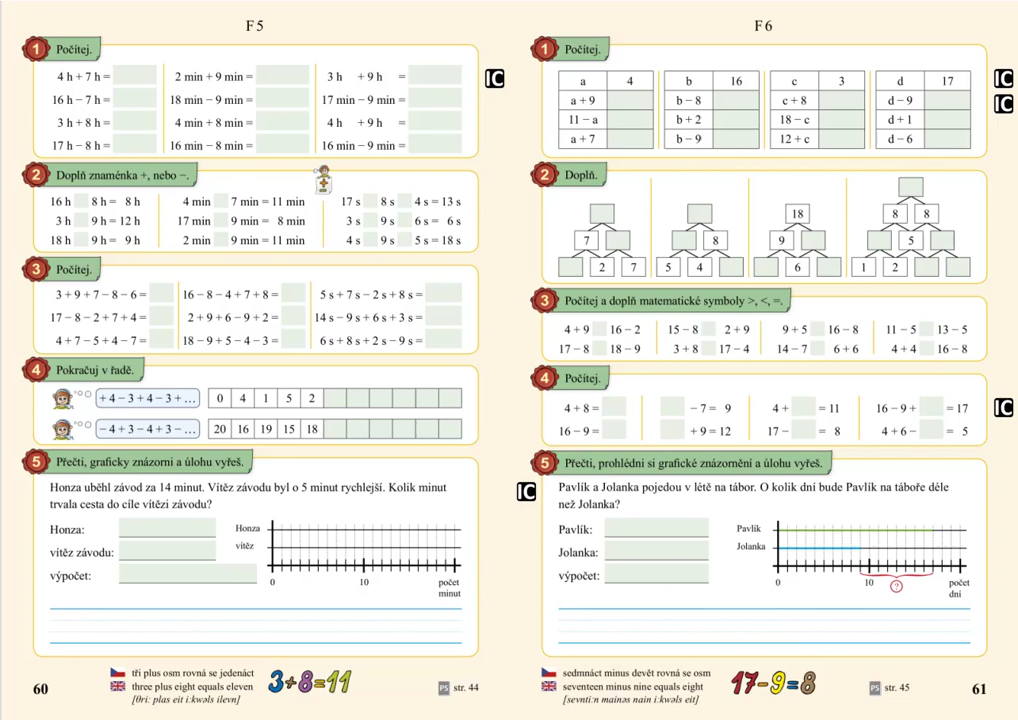 F 5
1 Počítej.
4 h + 7 h =
2 min + 9 min =
3 h + 9 h =
16 h − 7 h =
18 min − 9 min =
17 min − 9 min =
3 h + 8 h =
4 min + 8 min =
4 h + 9 h =
17 h − 8 h =
16 min − 8 min =
16 min − 9 min =
IC
2 Doplň znaménka +, nebo −.
16 h 8 h = 8 h
4 min 7 min = 11 min
17 s 8 s 4 s = 13 s
3 h 9 h = 12 h
17 min 9 min = 8 min
3 s 9 s 6 s = 6 s
18 h 9 h = 9 h
2 min 9 min = 11 min
4 s 9 s 5 s = 18 s
3 Počítej.
3 + 9 + 7 − 8 − 6 =
16 − 8 − 4 + 7 + 8 =
5 s + 7 s − 2 s + 8 s =
17 − 8 − 2 + 7 + 4 =
2 + 9 + 6 − 9 + 2 =
14 s − 9 s + 6 s + 3 s =
4 + 7 − 5 + 4 − 7 =
18 − 9 + 5 − 4 − 3 =
6 s + 8 s + 2 s − 9 s =
4 Pokračuj v řadě.
+ 4 − 3 + 4 − 3 + …
0 4 1 5 2
− 4 + 3 − 4 + 3 − …
20 16 19 15 18
5 Přečti, graficky znázorni a úlohu vyřeš.
Honza uběhl závod za 14 minut. Vítěz závodu byl o 5 minut rychlejší. Kolik minut
trvala cesta do cíle vítězi závodu?
Honza:
vítěz závodu:
výpočet:
Honza
vítěz
0 10 počet
minut
60
tři plus osm rovná se jedenáct
three plus eight equals eleven
[θri: plas eit i:kwəls ilevn]
3+8=11
PS str. 44
F 6
1 Počítej.
a 4
b 16
c 3
d 17
a + 9
b − 8
c + 8
d − 9
11 − a
b + 2
18 − c
d + 1
a + 7
b − 9
12 + c
d − 6
IC
IC
2 Doplň.
7
2 7
8
5 4
18
9
6
8 8
5
1 2
3 Počítej a doplň matematické symboly >, <, =.
4 + 9 16 − 2
15 − 8 2 + 9
9 + 5 16 − 8
11 − 5 13 − 5
17 − 8 18 − 9
3 + 8 17 − 4
14 − 7 6 + 6
4 + 4 16 − 8
4 Počítej.
4 + 8 =
− 7 = 9
4 + = 11
16 − 9 + = 17
16 − 9 =
+ 9 = 12
17 − = 8
4 + 6 − = 5
IC
5 Přečti, prohlédni si grafické znázornění a úlohu vyřeš.
IC
Pavlík a Jolanka pojedou v létě na tábor. O kolik dní bude Pavlík na táboře déle
než Jolanka?
Pavlík:
Jolanka:
výpočet:
Pavlík
Jolanka
0 10 počet
dní
?
sedmnáct minus devět rovná se osm
seventeen minus nine equals eight
[sevnti:n mainəs nain i:kwəls eit]
17−9=8
PS str. 45
61